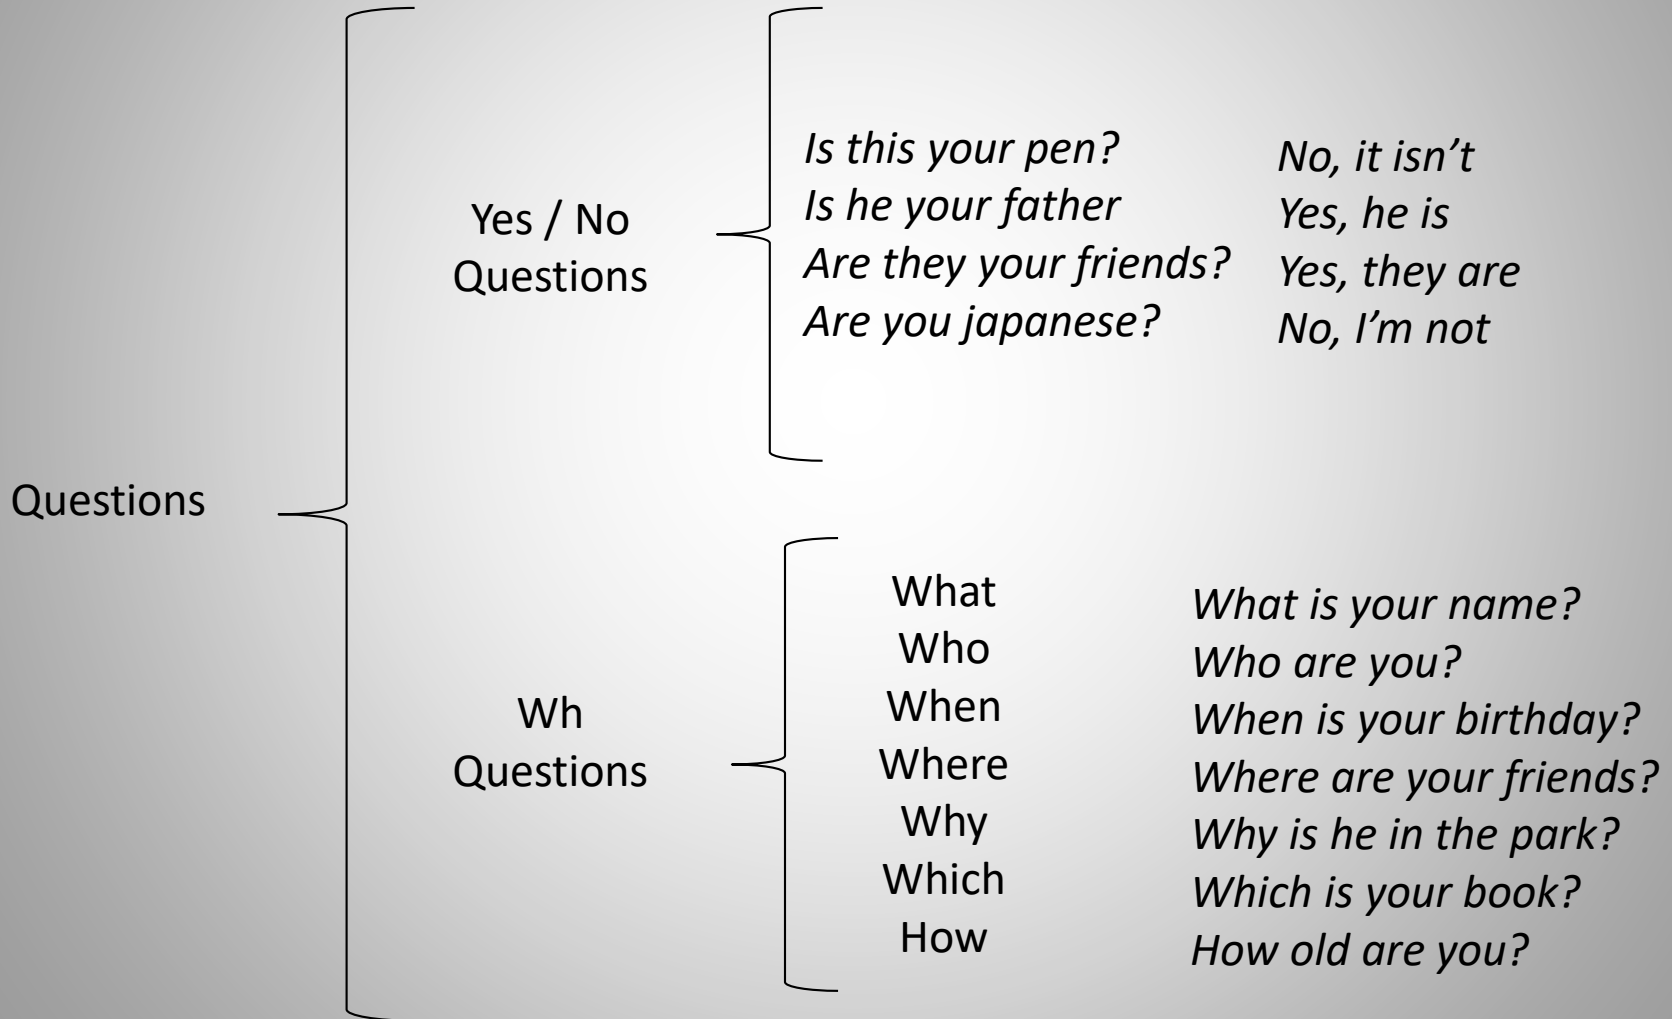 Questions
Yes / No
Questions
Is this your pen?
Is he your father
Are they your friends?
Are you japanese?
No, it isn’t
Yes, he is
Yes, they are
No, I’m not
Wh
Questions
What
Who
When
Where
Why
Which
How
What is your name?
Who are you?
When is your birthday?
Where are your friends?
Why is he in the park?
Which is your book?
How old are you?